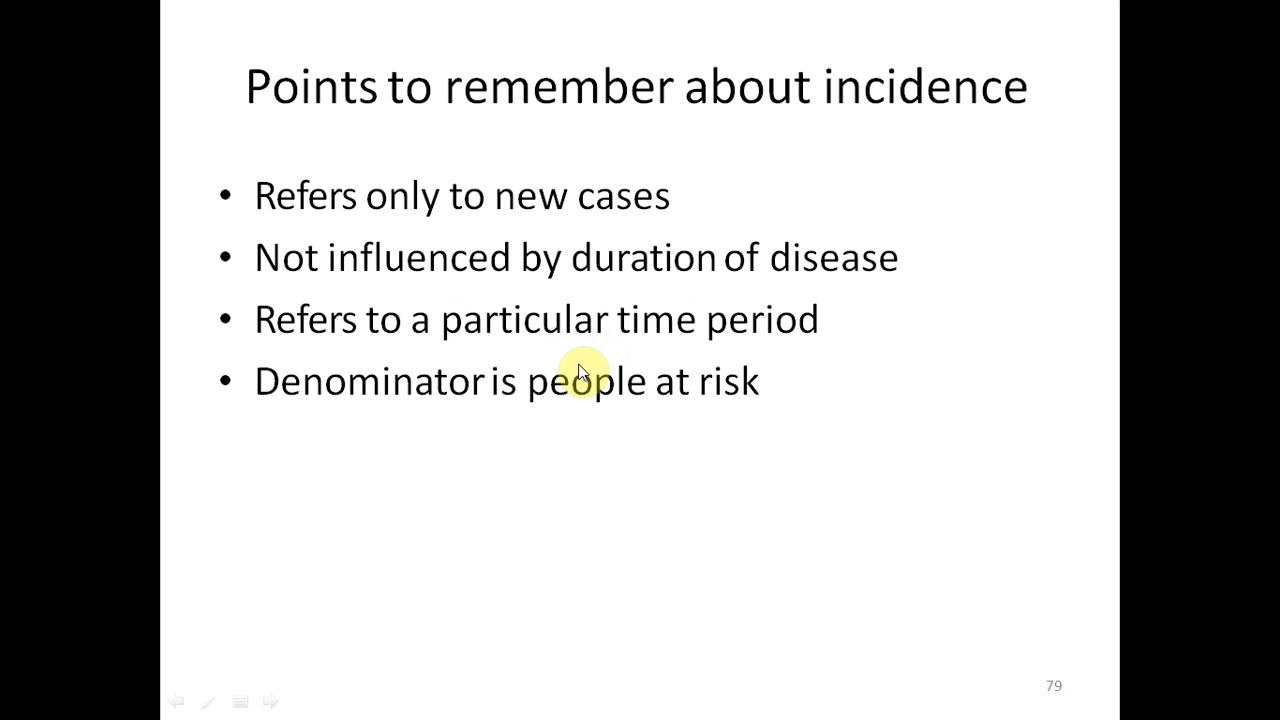 Points to remember about incidence
• Refers only to new cases
• Not influenced by duration of disease
• Refers to a particular time period
• Denominator is people at risk
79